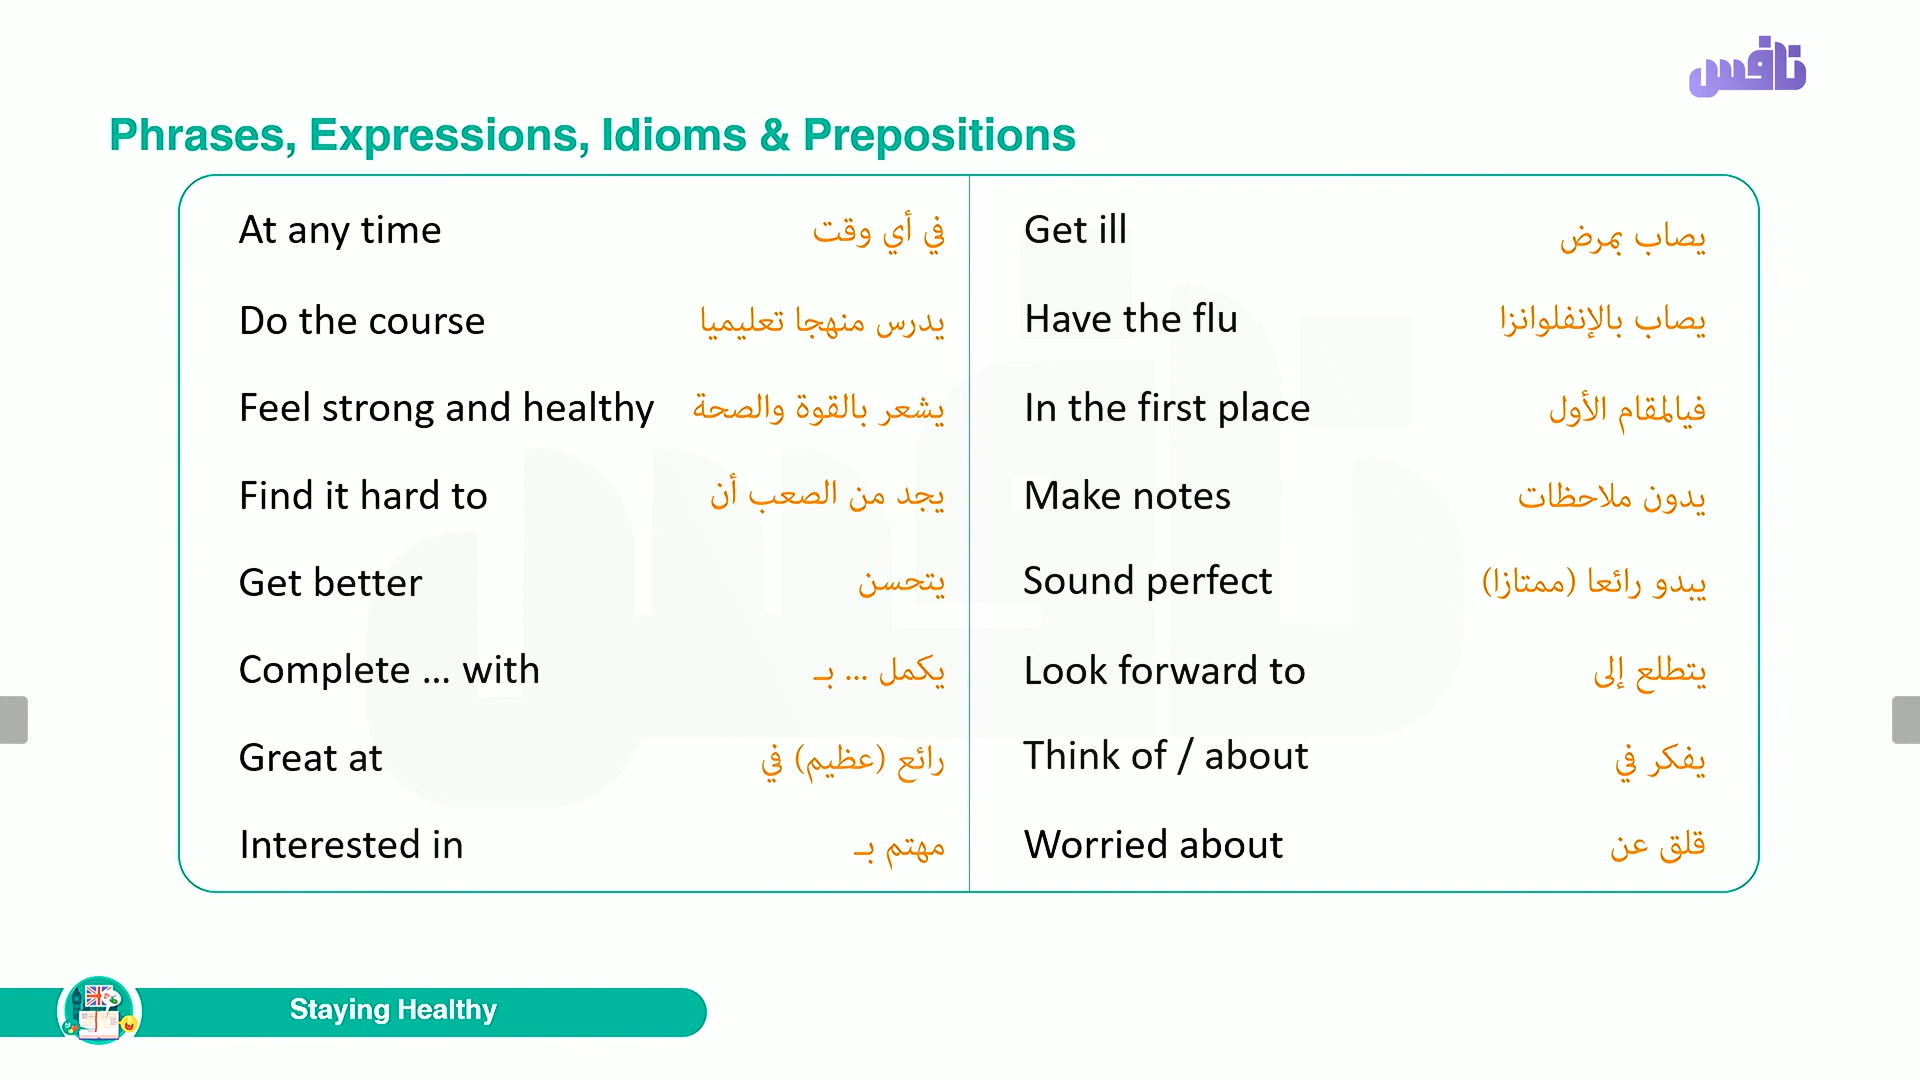 نافس
Phrases, Expressions, Idioms & Prepositions
At any time في أي وقت
Do the course يدرس منهجا تعليميا
Feel strong and healthy يشعر بالقوة والصحة
Find it hard to يجد من الصعب أن
Get better يتحسن
Complete ... with يكمل ... بـ
Great at رائع (عظيم) في
Interested in مهتم بـ
Get ill يصاب بمرض
Have the flu يصاب بالإنفلوانزا
In the first place فيالمقام الأول
Make notes يدون ملاحظات
Sound perfect يبدو رائعا (ممتازا)
Look forward to يتطلع إلى
Think of / about يفكر في
Worried about قلق عن
Staying Healthy